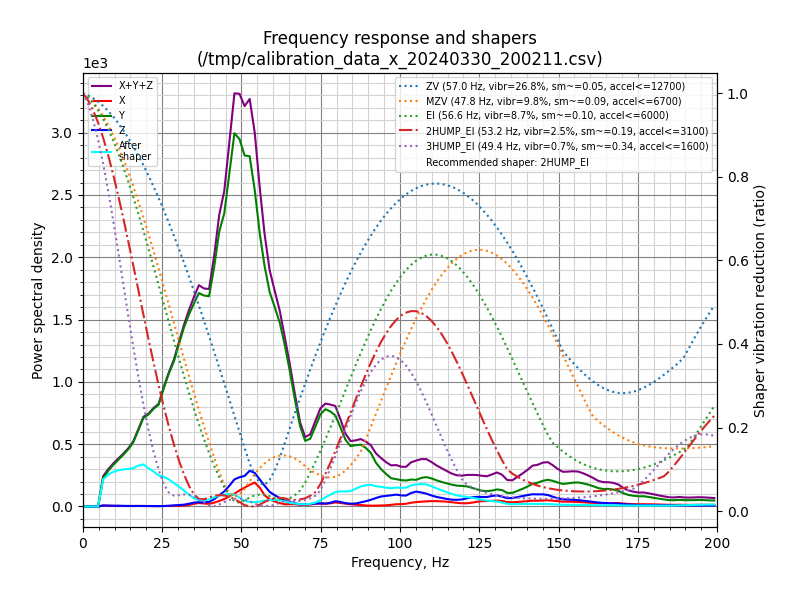 Frequency response and shapers
(/tmp/calibration_data_x_20240330_200211.csv)
1e3
X+Y+Z
X
Y
Z
After
shaper
ZV (57.0 Hz, vibr=26.8%, sm~=0.05, accel<=12700)
MZV (47.8 Hz, vibr=9.8%, sm~=0.09, accel<=6700)
EI (56.6 Hz, vibr=8.7%, sm~=0.10, accel<=6000)
2HUMP_EI (53.2 Hz, vibr=2.5%, sm~=0.19, accel<=3100)
3HUMP_EI (49.4 Hz, vibr=0.7%, sm~=0.34, accel<=1600)
Recommended shaper: 2HUMP_EI
3.0
2.5
2.0
1.5
1.0
0.5
0.0
Power spectral density
1.0
0.8
0.6
0.4
0.2
0.0
Shaper vibration reduction (ratio)
0 25 50 75 100 125 150 175 200
Frequency, Hz